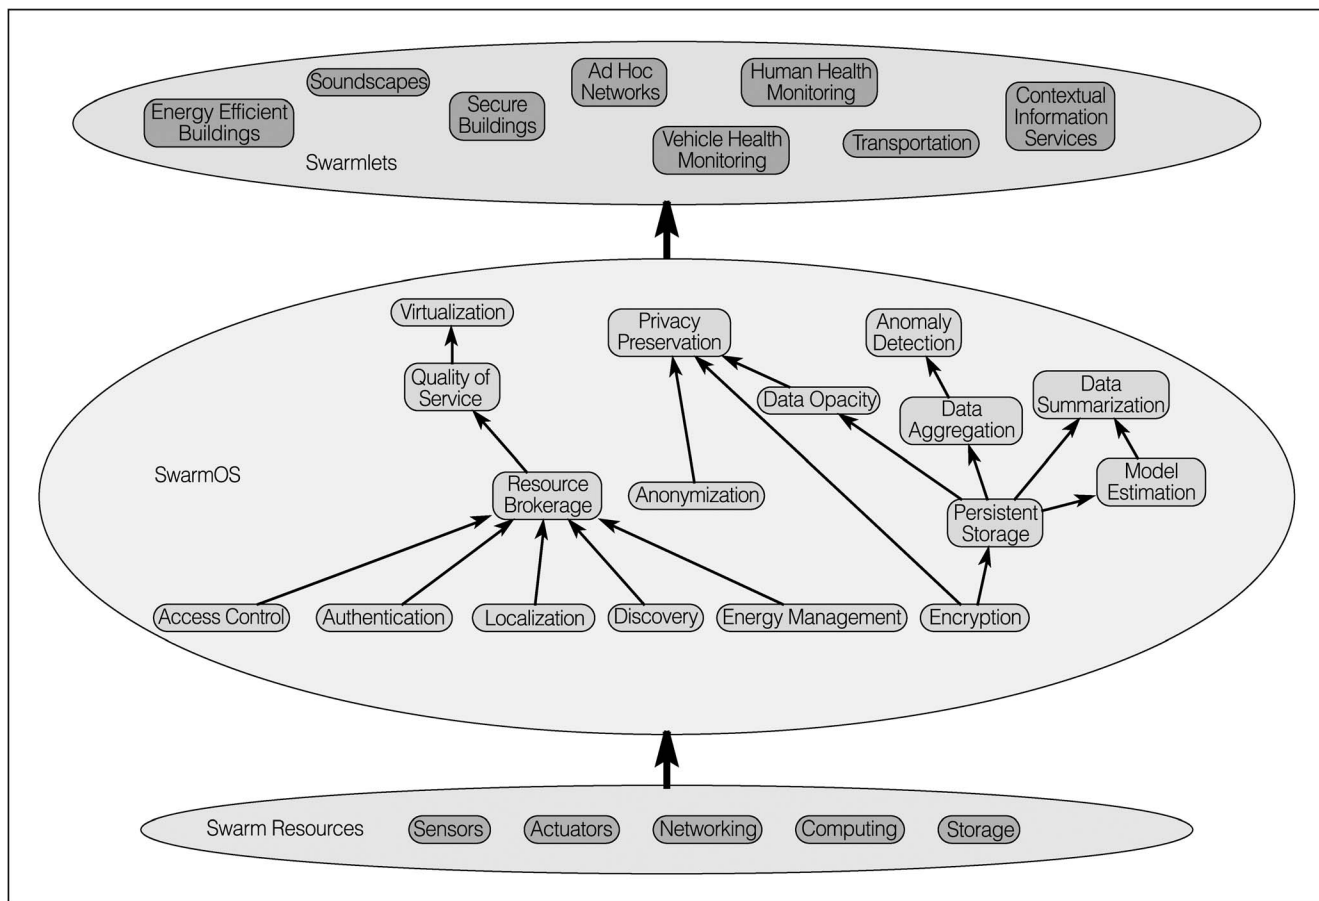 Soundscapes
Ad Hoc
Networks
Human Health
Monitoring
Energy Efficient
Buildings
Secure
Buildings
Contextual
Information
Services
Vehicle Health
Monitoring
Transportation
Swarmlets
Virtualization
Privacy
Preservation
Anomaly
Detection
Quality of
Service
Data Opacity
Data
Aggregation
Data
Summarization
SwarmOS
Resource
Brokerage
Anonymization
Persistent
Storage
Model
Estimation
Access Control
Authentication
Localization
Discovery
Energy Management
Encryption
Swarm Resources
Sensors
Actuators
Networking
Computing
Storage